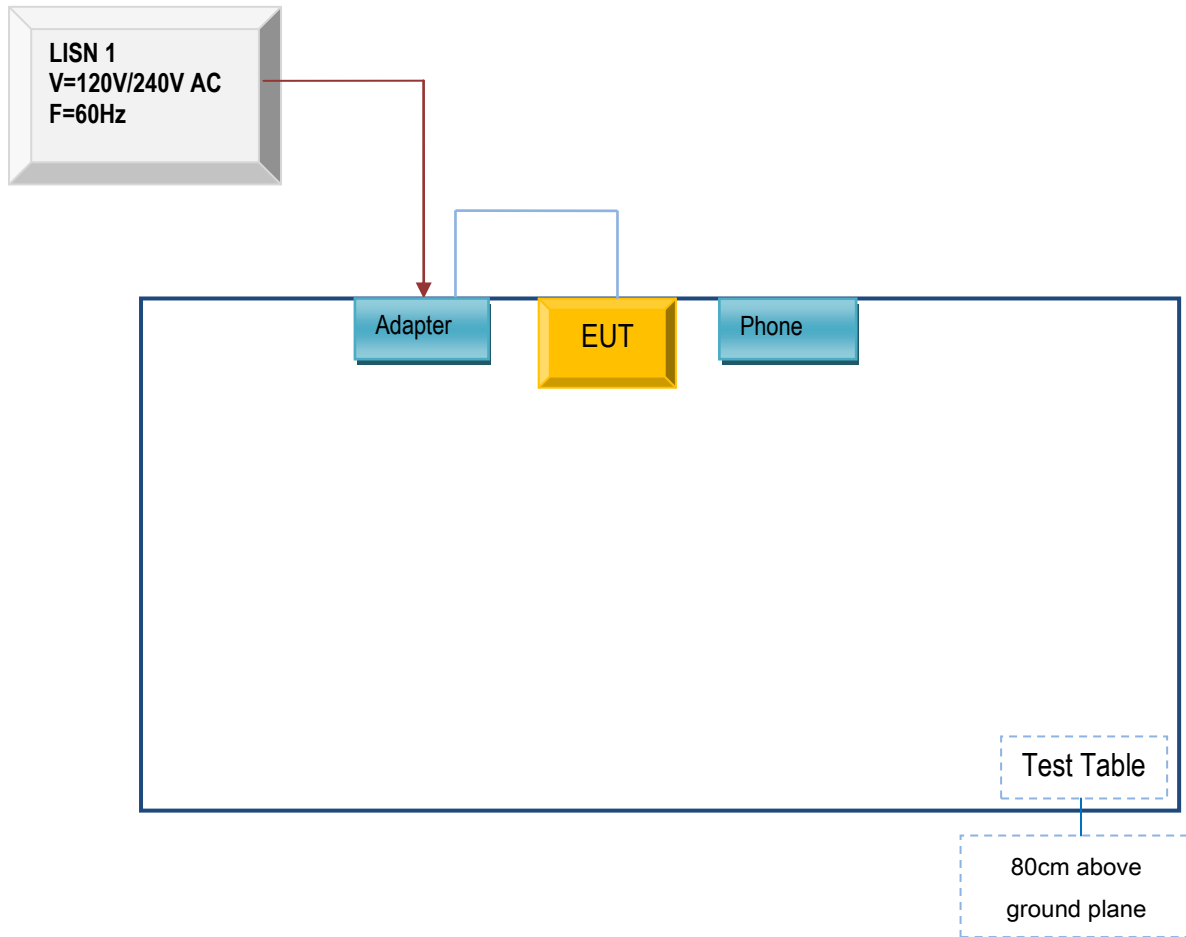 LISN 1
V=120V/240V AC
F=60Hz
Adapter
EUT
Phone
Test Table
80cm above
ground plane